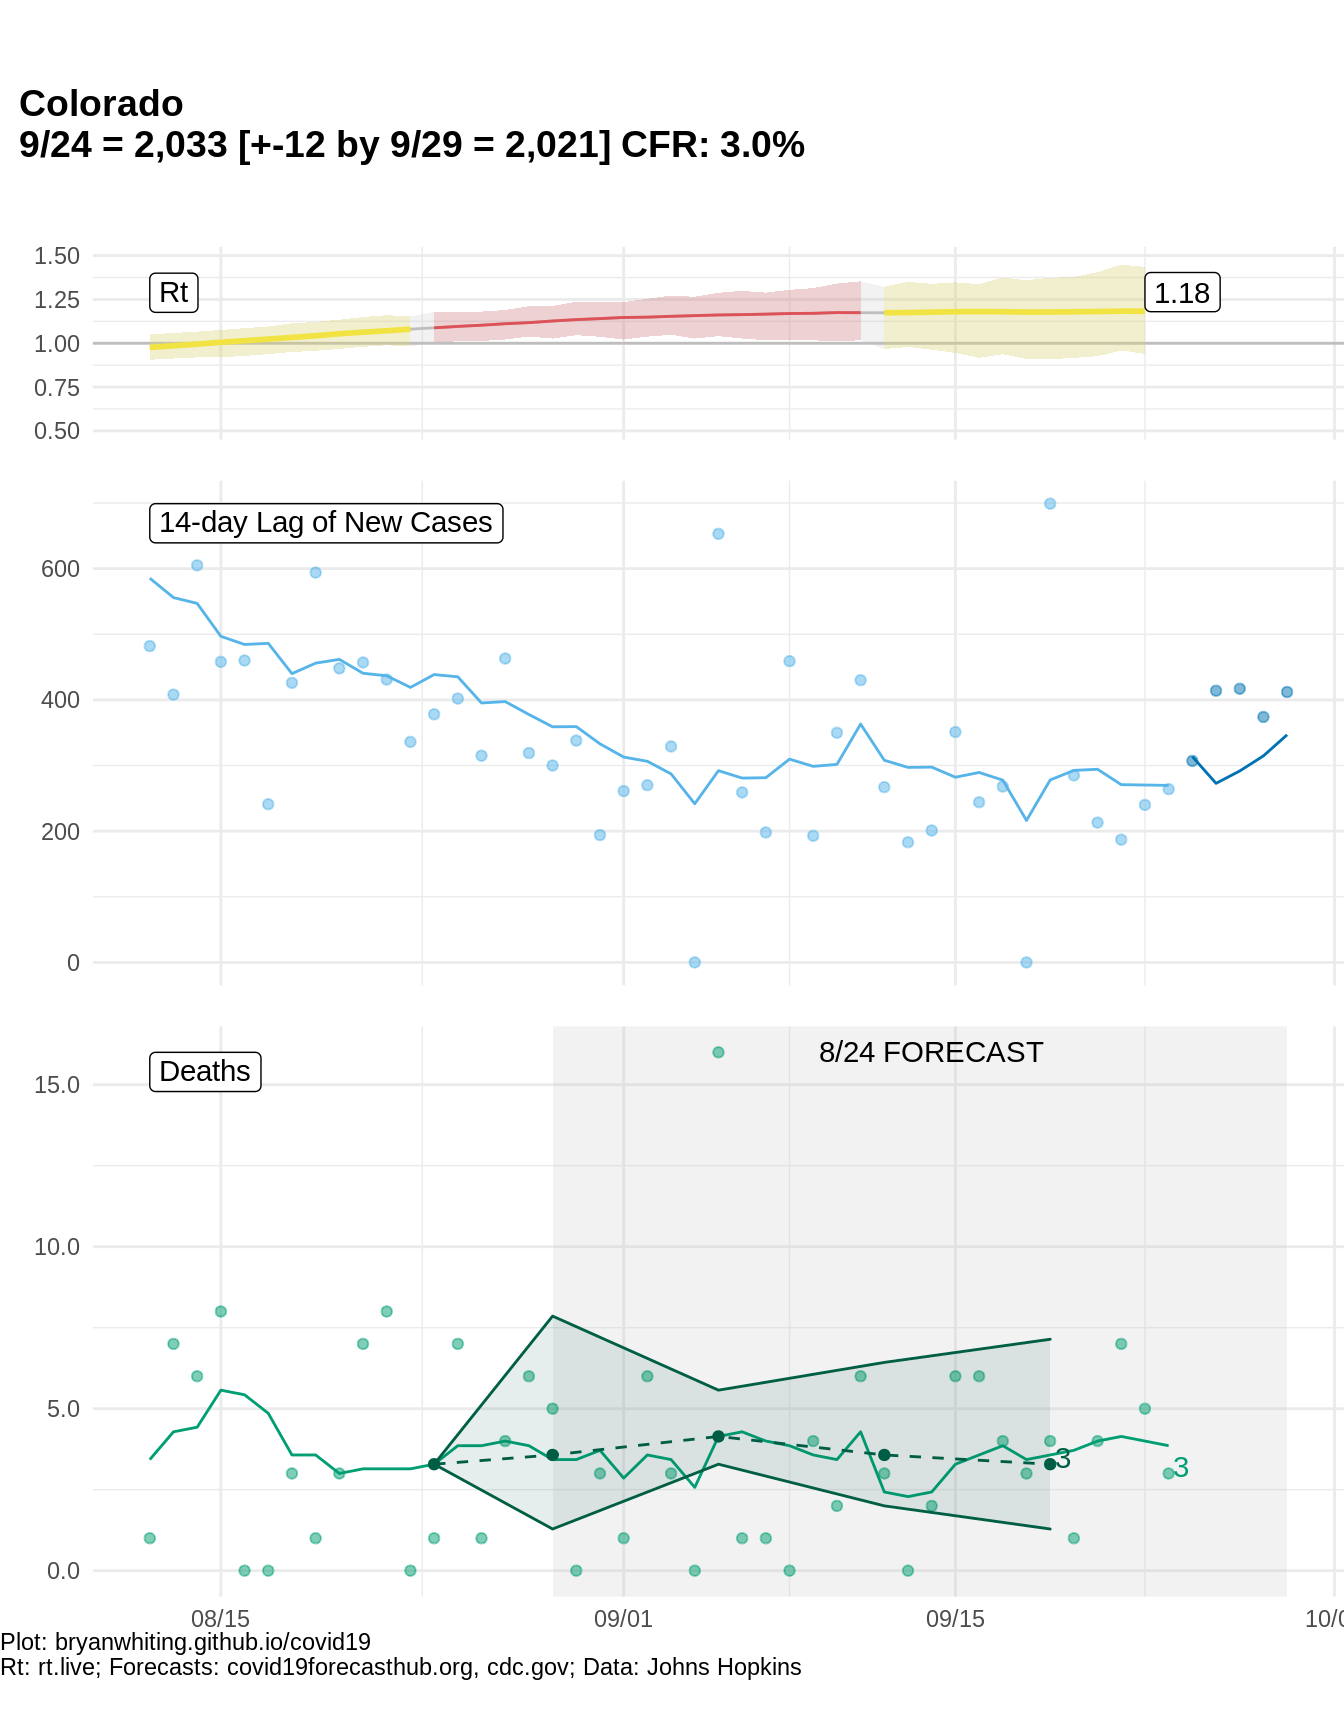 Colorado
9/24 = 2,033 [+-12 by 9/29 = 2,021] CFR: 3.0%
1.50
1.25
1.00
0.75
0.50
Rt
1.18
14-day Lag of New Cases
600
400
200
0
Deaths
8/24 FORECAST
15.0
10.0
5.0
0.0
3
3
08/15
09/01
09/15
10/0
Plot: bryanwhiting.github.io/covid19
Rt: rt.live; Forecasts: covid19forecasthub.org, cdc.gov; Data: Johns Hopkins